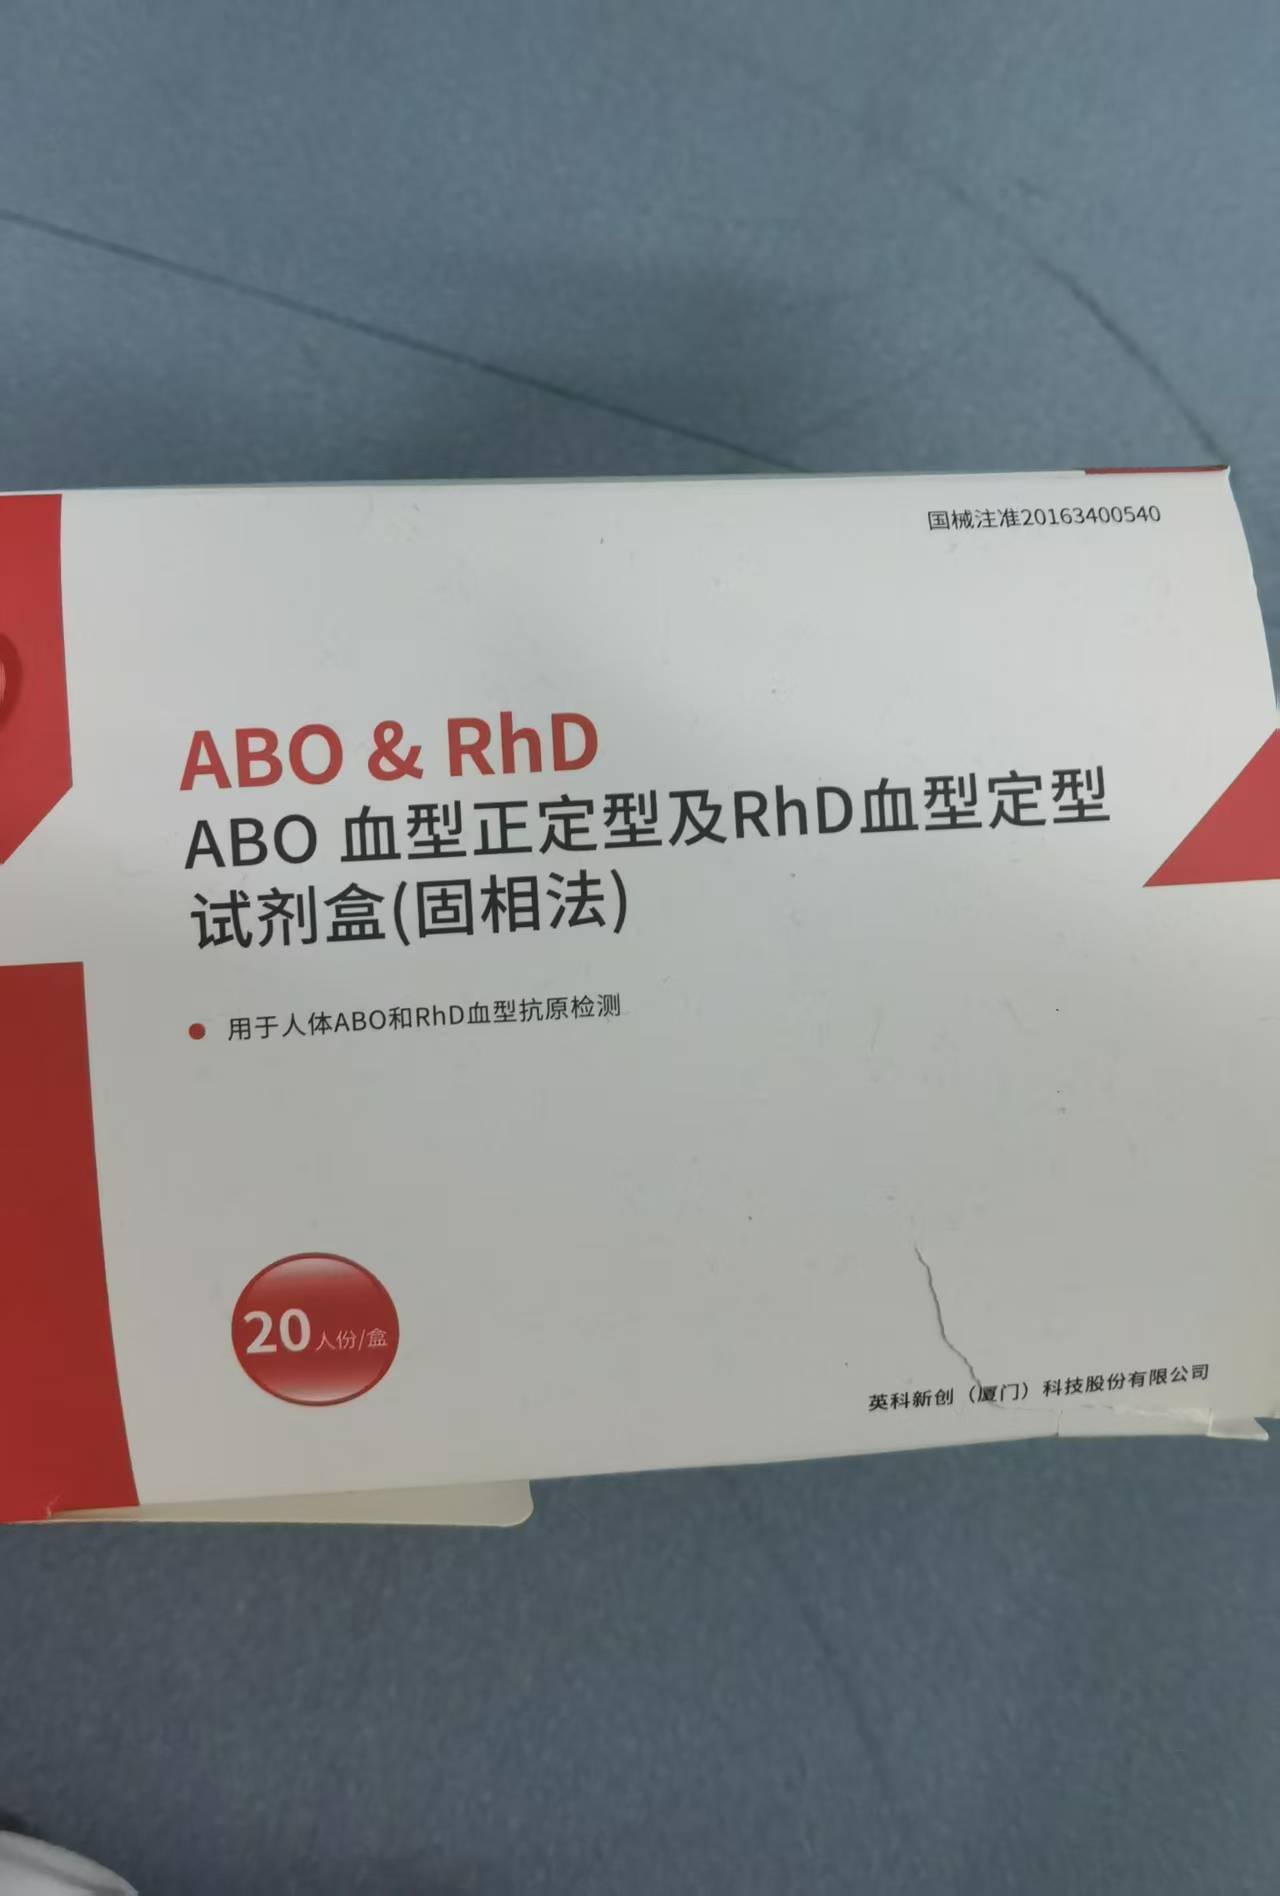 国械注准20163400540
ABO & RhD
ABO 血型正定型及RhD血型定型
试剂盒(固相法)
● 用于人体ABO和RhD血型抗原检测
20人份/盒
英科新创（厦门）科技股份有限公司